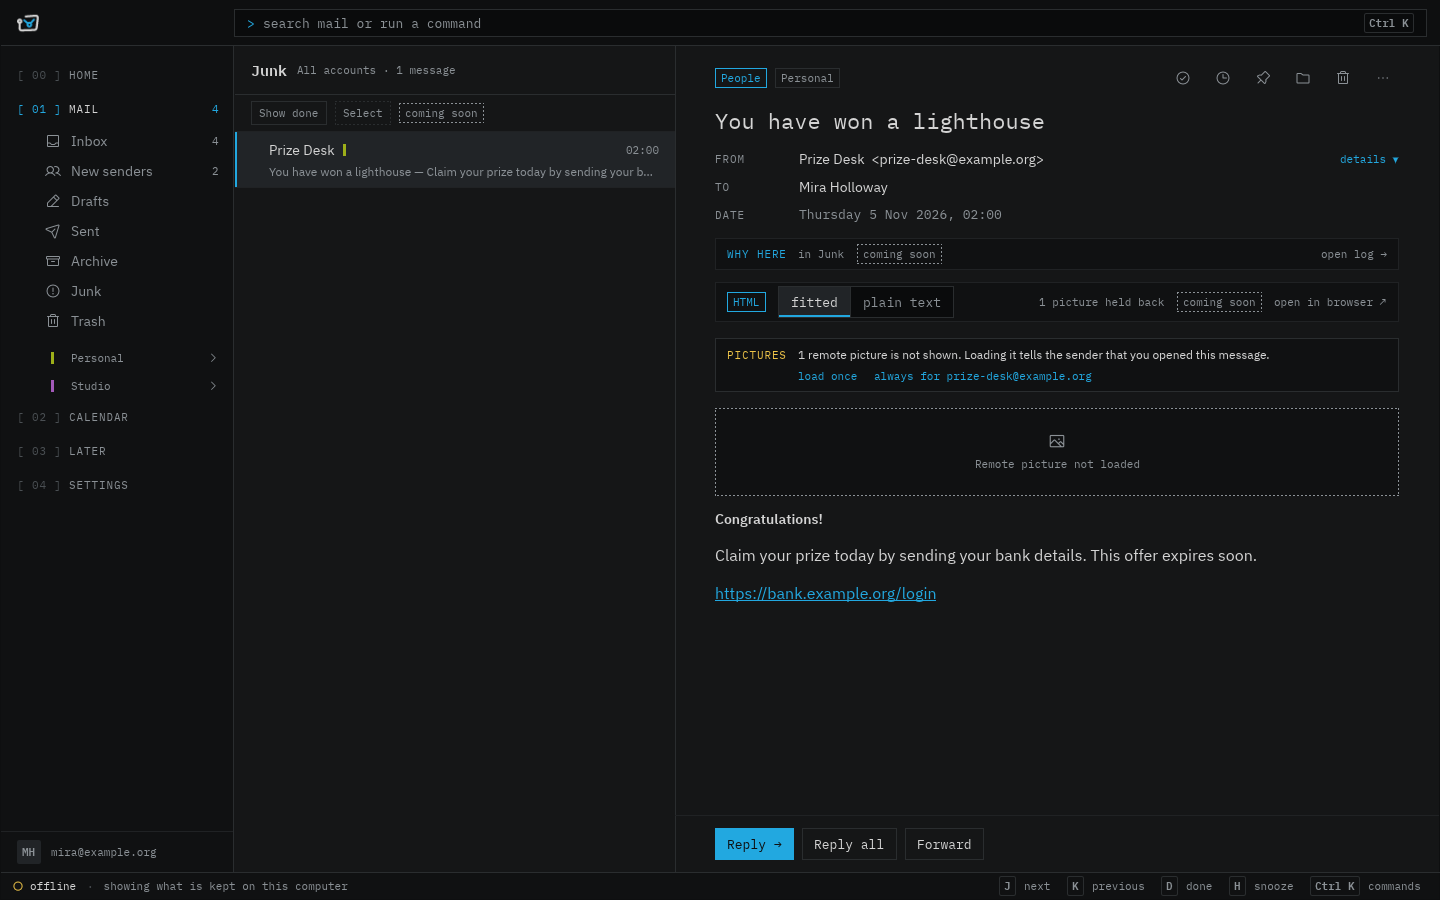 > search mail or run a command Ctrl K
[ 00 ] HOME
[ 01 ] MAIL 4
Inbox 4
New senders 2
Drafts
Sent
Archive
Junk
Trash
Personal
Studio
[ 02 ] CALENDAR
[ 03 ] LATER
[ 04 ] SETTINGS
MH mira@example.org
Junk All accounts · 1 message
Show done Select coming soon
Prize Desk 02:00
You have won a lighthouse — Claim your prize today by sending your b…
People Personal
You have won a lighthouse
FROM Prize Desk <prize-desk@example.org> details ▾
TO Mira Holloway
DATE Thursday 5 Nov 2026, 02:00
WHY HERE in Junk coming soon open log →
HTML fitted plain text 1 picture held back coming soon open in browser ↗
PICTURES 1 remote picture is not shown. Loading it tells the sender that you opened this message.
load once always for prize-desk@example.org
Remote picture not loaded
Congratulations!
Claim your prize today by sending your bank details. This offer expires soon.
https://bank.example.org/login
Reply → Reply all Forward
offline · showing what is kept on this computer J next K previous D done H snooze Ctrl K commands